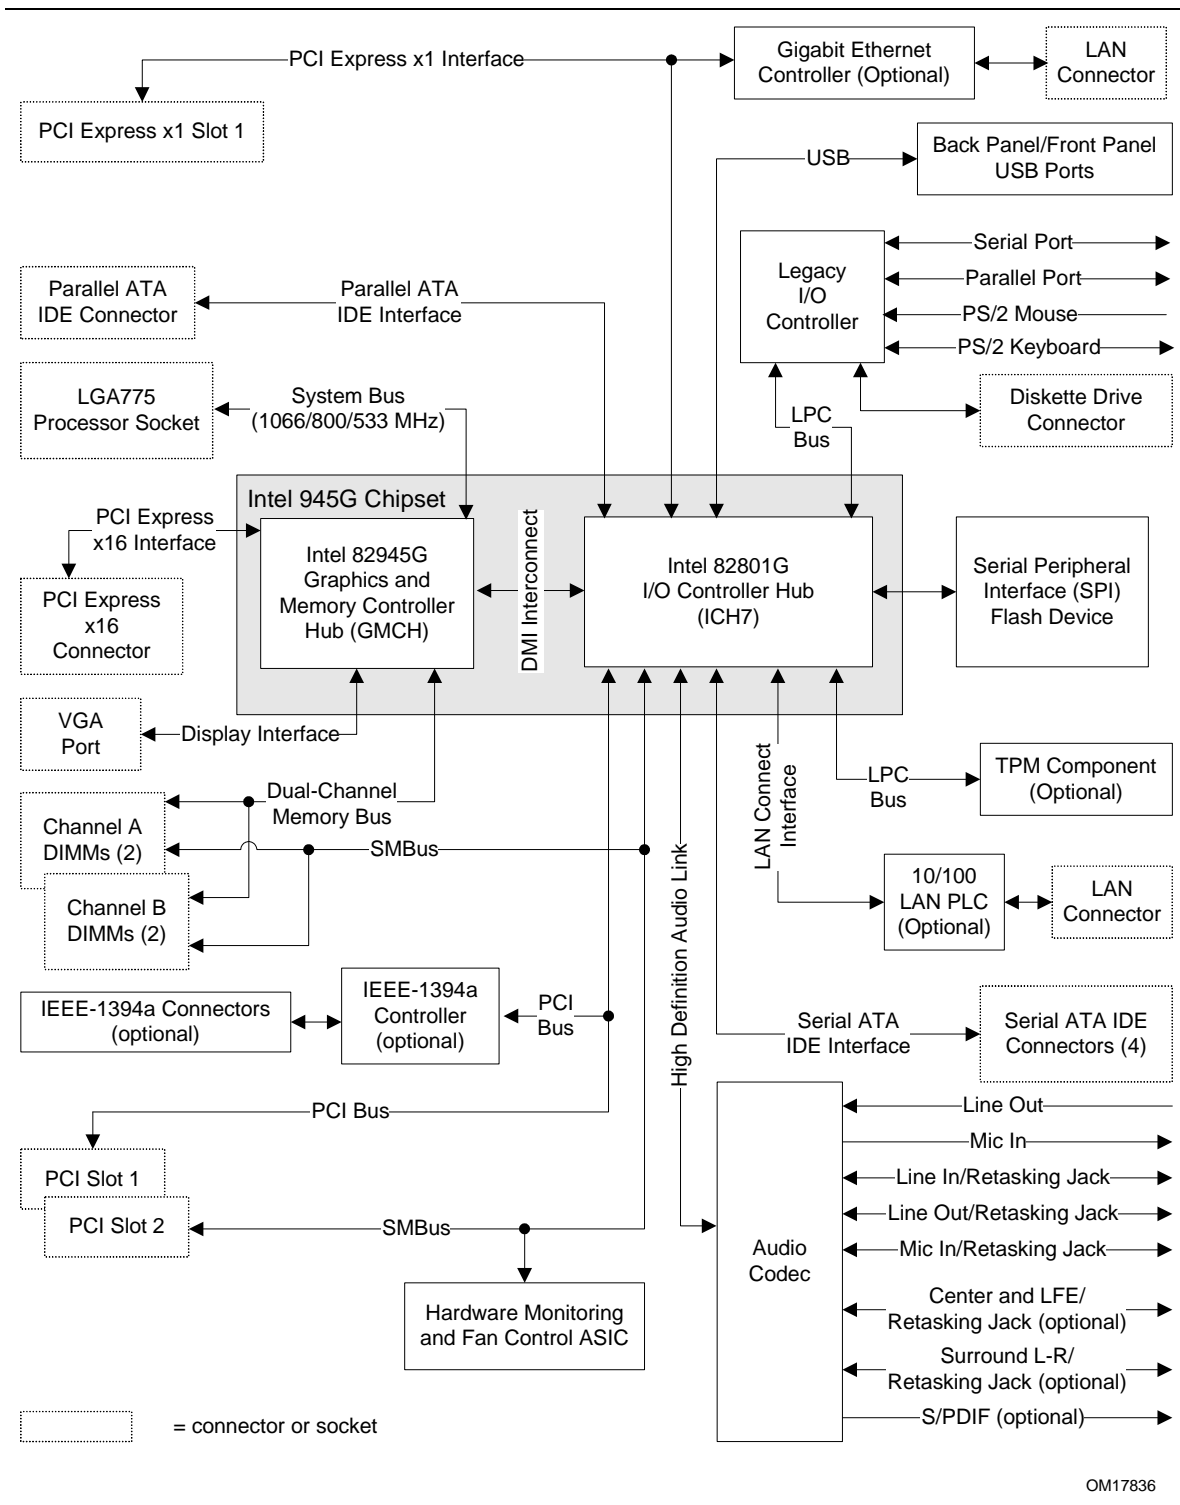 PCI Express x1 Interface
Gigabit Ethernet
Controller (Optional)
LAN
Connector
PCI Express x1 Slot 1
USB
Back Panel/Front Panel
USB Ports
Legacy
I/O
Controller
Serial Port
Parallel Port
PS/2 Mouse
PS/2 Keyboard
Parallel ATA
IDE Connector
Parallel ATA
IDE Interface
LGA775
Processor Socket
System Bus
(1066/800/533 MHz)
LPC
Bus
Diskette Drive
Connector
Intel 945G Chipset
PCI Express
x16 Interface
Intel 82945G
Graphics and
Memory Controller
Hub (GMCH)
DMI Interconnect
Intel 82801G
I/O Controller Hub
(ICH7)
Serial Peripheral
Interface (SPI)
Flash Device
PCI Express
x16
Connector
VGA
Port
Display Interface
LAN Connect
Interface
LPC
Bus
TPM Component
(Optional)
Dual-Channel
Memory Bus
Channel A
DIMMs (2)
SMBus
Channel B
DIMMs (2)
High Definition Audio Link
10/100
LAN PLC
(Optional)
LAN
Connector
IEEE-1394a Connectors
(optional)
IEEE-1394a
Controller
(optional)
PCI
Bus
Serial ATA
IDE Interface
Serial ATA IDE
Connectors (4)
PCI Bus
PCI Slot 1
PCI Slot 2
SMBus
Hardware Monitoring
and Fan Control ASIC
Audio
Codec
Line Out
Mic In
Line In/Retasking Jack
Line Out/Retasking Jack
Mic In/Retasking Jack
Center and LFE/
Retasking Jack (optional)
Surround L-R/
Retasking Jack (optional)
S/PDIF (optional)
= connector or socket
OM17836